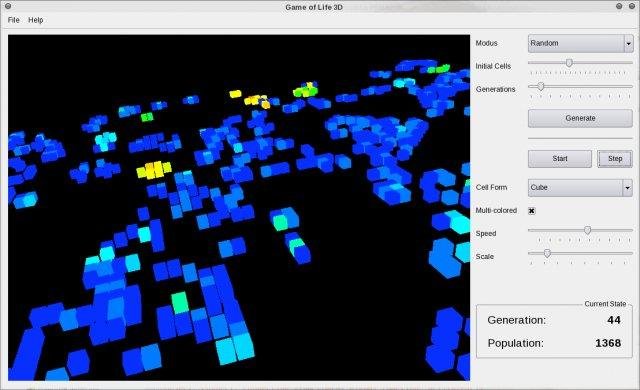 Game of Life 3D
File Help
Modus Random
Initial Cells
Generations
Generate
Start Step
Cell Form Cube
Multi-colored
Speed
Scale
Current State
Generation: 44
Population: 1368